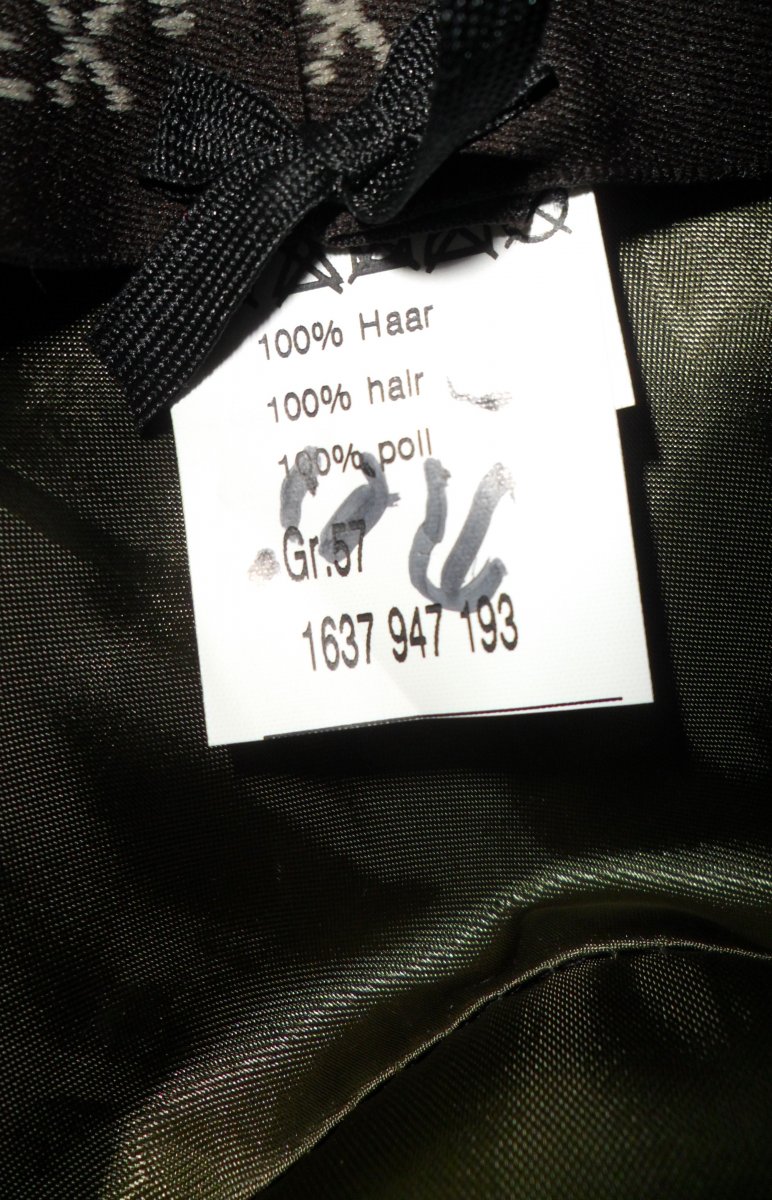 100% Haar
100% hair
100% poil
Gr.57
1637 947 193